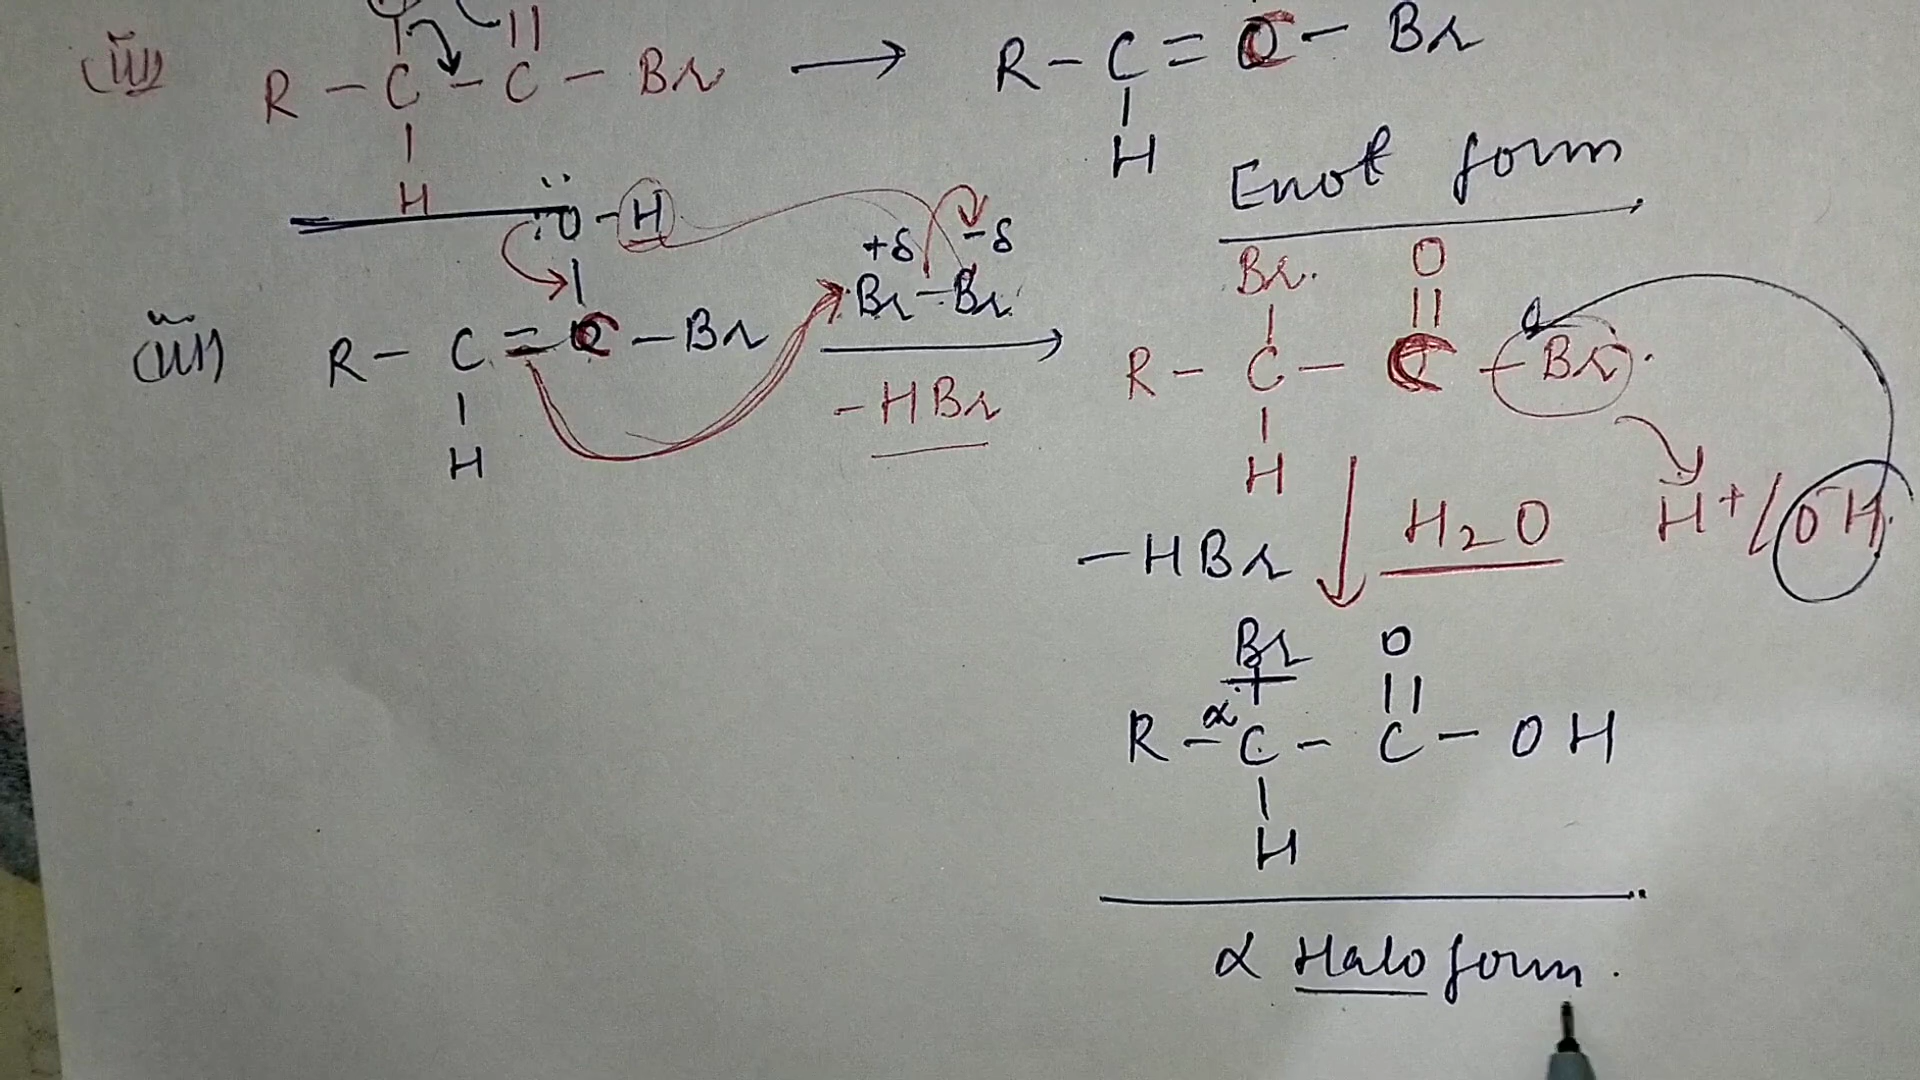 (ii) R - C - C - Br → R - C = C - Br
H
H
Enol form
:O - H
+δ -δ
Br - Br
(iii) R - C = C - Br
H
- HBr
Br O
R - C - C - Br
H
- HBr H2O H+/OH
Br O
α
R - C - C - OH
H
α Halo form.